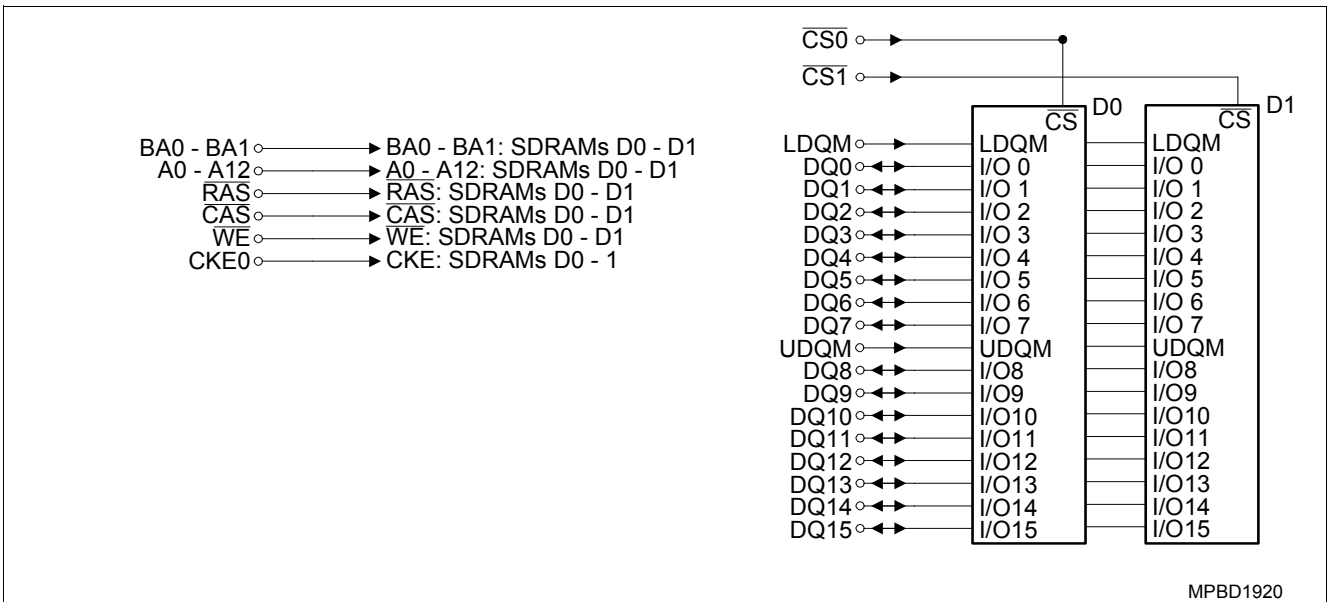 CS0
CS1
BA0 - BA1 BA0 - BA1: SDRAMs D0 - D1
A0 - A12 A0 - A12: SDRAMs D0 - D1
RAS RAS: SDRAMs D0 - D1
CAS CAS: SDRAMs D0 - D1
WE WE: SDRAMs D0 - D1
CKE0 CKE: SDRAMs D0 - 1
D0 D1
CS CS
LDQM LDQM LDQM
DQ0 I/O 0 I/O 0
DQ1 I/O 1 I/O 1
DQ2 I/O 2 I/O 2
DQ3 I/O 3 I/O 3
DQ4 I/O 4 I/O 4
DQ5 I/O 5 I/O 5
DQ6 I/O 6 I/O 6
DQ7 I/O 7 I/O 7
UDQM UDQM UDQM
DQ8 I/O8 I/O8
DQ9 I/O9 I/O9
DQ10 I/O10 I/O10
DQ11 I/O11 I/O11
DQ12 I/O12 I/O12
DQ13 I/O13 I/O13
DQ14 I/O14 I/O14
DQ15 I/O15 I/O15
MPBD1920